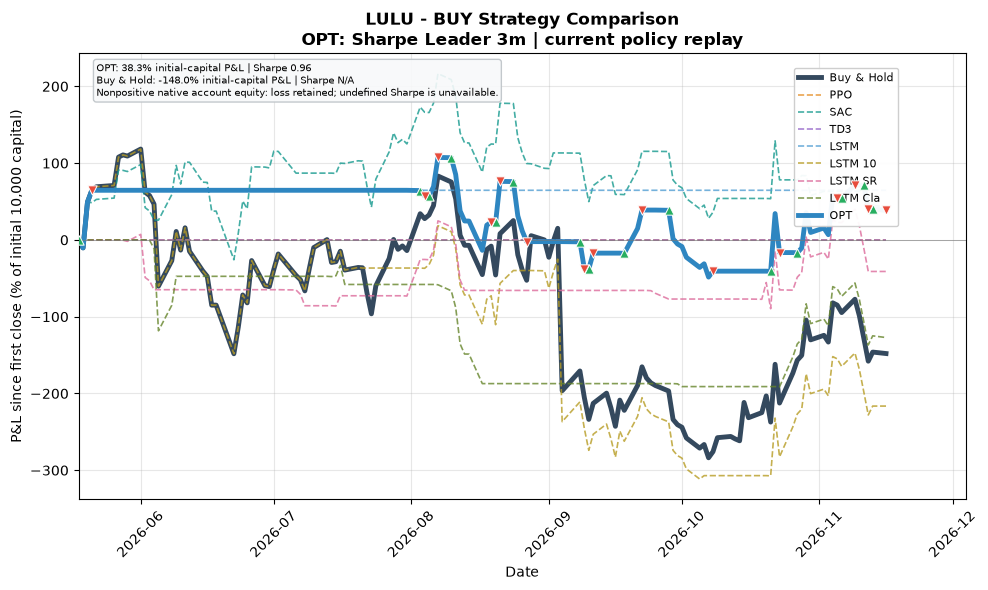 LULU - BUY Strategy Comparison
OPT: Sharpe Leader 3m | current policy replay
OPT: 38.3% initial-capital P&L | Sharpe 0.96
Buy & Hold: -148.0% initial-capital P&L | Sharpe N/A
Nonpositive native account equity: loss retained; undefined Sharpe is unavailable.
Buy & Hold
PPO
SAC
TD3
LSTM
LSTM 10
LSTM SR
LSTM Cla
OPT
P&L since first close (% of initial 10,000 capital)
200
100
0
−100
−200
−300
2026-06
2026-07
2026-08
2026-09
2026-10
2026-11
2026-12
Date